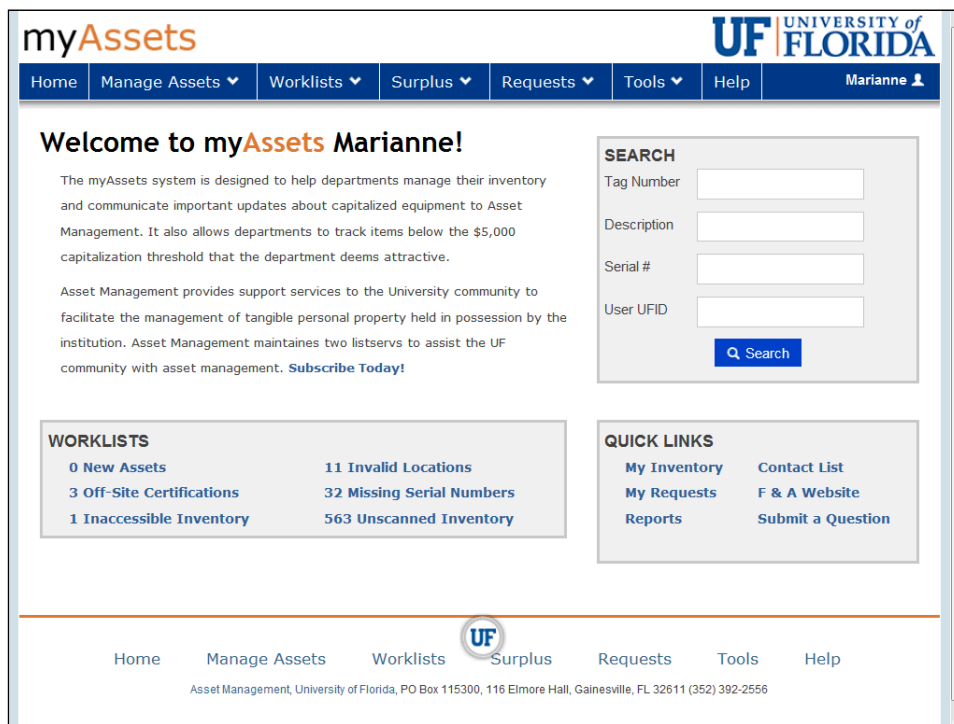 myAssets
UF UNIVERSITY of FLORIDA
Home Manage Assets Worklists Surplus Requests Tools Help Marianne
Welcome to myAssets Marianne!
The myAssets system is designed to help departments manage their inventory
and communicate important updates about capitalized equipment to Asset
Management. It also allows departments to track items below the $5,000
capitalization threshold that the department deems attractive.
Asset Management provides support services to the University community to
facilitate the management of tangible personal property held in possession by the
institution. Asset Management maintaines two listservs to assist the UF
community with asset management. Subscribe Today!
SEARCH
Tag Number
Description
Serial #
User UFID
Search
WORKLISTS
0 New Assets 11 Invalid Locations
3 Off-Site Certifications 32 Missing Serial Numbers
1 Inaccessible Inventory 563 Unscanned Inventory
QUICK LINKS
My Inventory Contact List
My Requests F & A Website
Reports Submit a Question
UF
Home Manage Assets Worklists Surplus Requests Tools Help
Asset Management, University of Florida, PO Box 115300, 116 Elmore Hall, Gainesville, FL 32611 (352) 392-2556